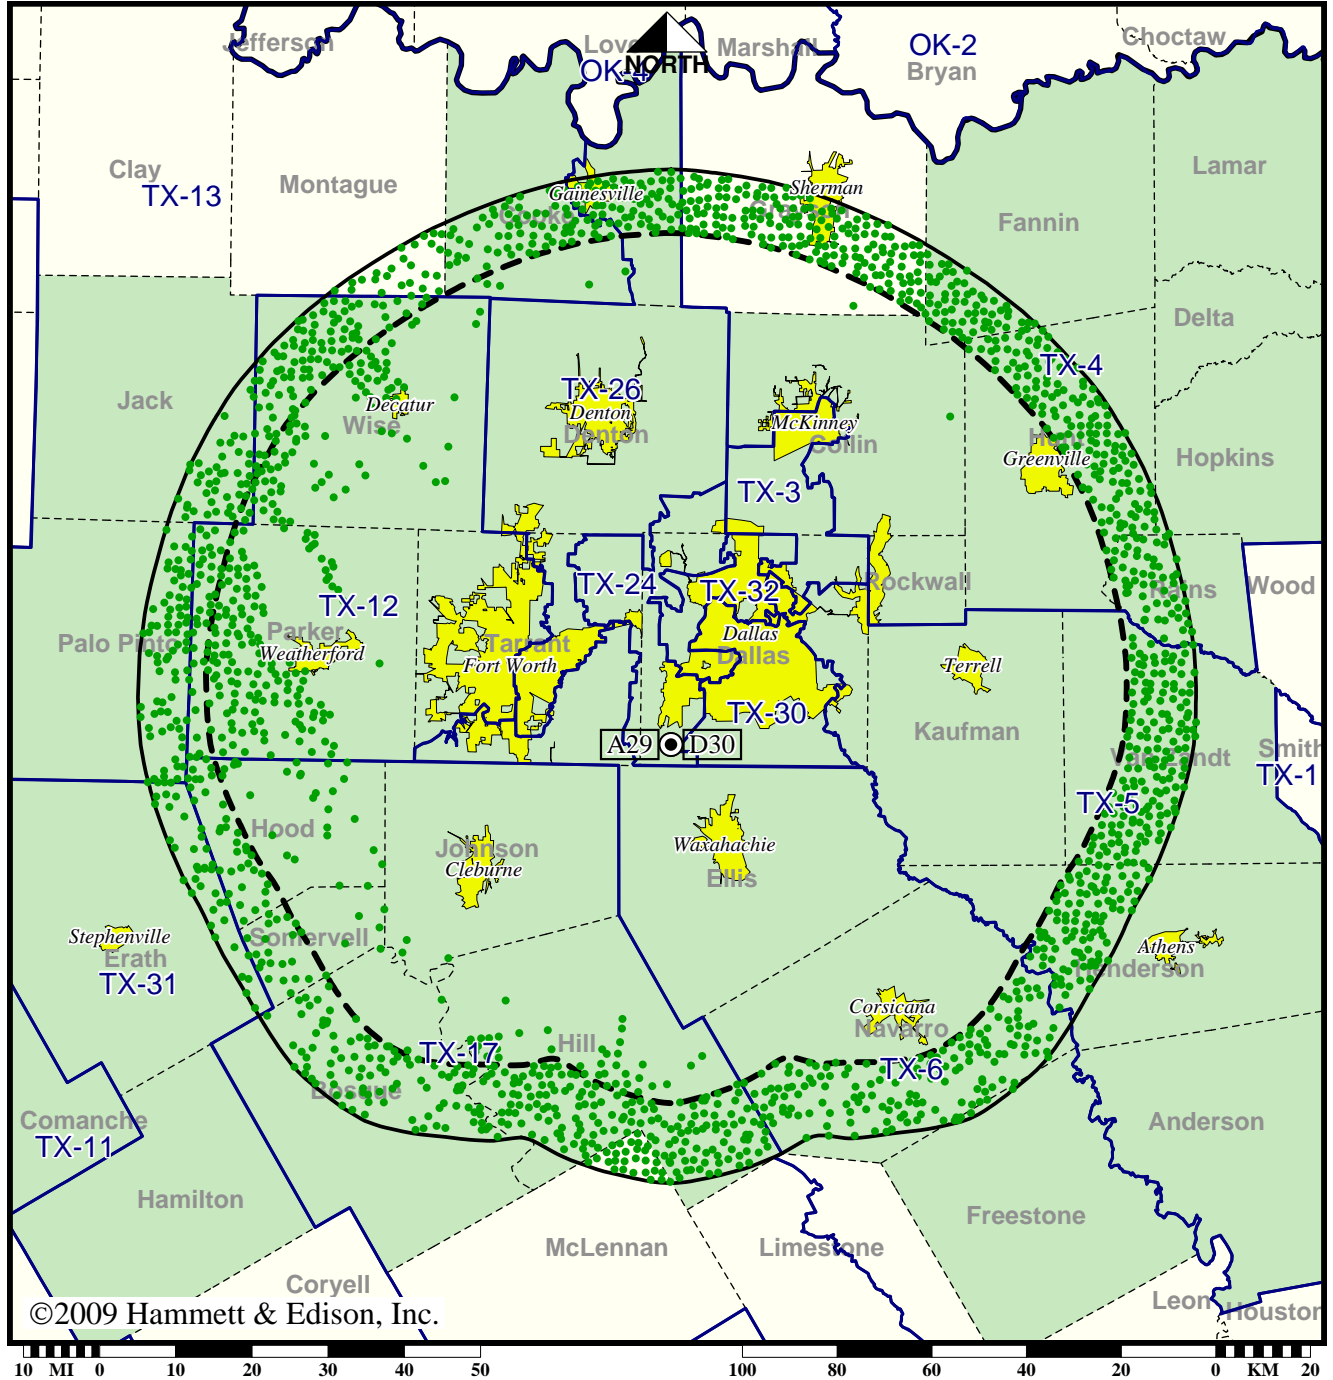 Jefferson
Love
Marshall
OK-2
Choctaw
OK-4
NORTH
Bryan
Clay
TX-13
Montague
Lamar
Gainesville
Sherman
Cooke
Grayson
Fannin
Delta
TX-4
Jack
Decatur
Wise
TX-26
Denton
Denton
McKinney
Collin
Hunt
Greenville
Hopkins
TX-3
TX-24
TX-32
Rockwall
Rains
Wood
TX-12
Palo Pinto
Parker
Weatherford
Tarrant
Fort Worth
Dallas
Dallas
Terrell
TX-30
Kaufman
A29
D30
Van Zandt
Smith
TX-1
TX-5
Hood
Johnson
Cleburne
Waxahachie
Ellis
Stephenville
Erath
TX-31
Somervell
Athens
Henderson
Corsicana
Navarro
Hill
TX-17
TX-6
Bosque
Comanche
TX-11
Anderson
Hamilton
Freestone
McLennan
Limestone
Coryell
Leon
Houston
©2009 Hammett & Edison, Inc.
10 MI 0 10 20 30 40 50 100 80 60 40 20 0 KM 20